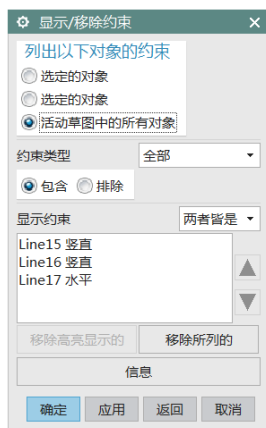 显示/移除约束
列出以下对象的约束
选定的对象
选定的对象
活动草图中的所有对象
约束类型 全部
包含 排除
显示约束 两者皆是
Line15 竖直
Line16 竖直
Line17 水平
移除高亮显示的 移除所列的
信息
确定 应用 返回 取消